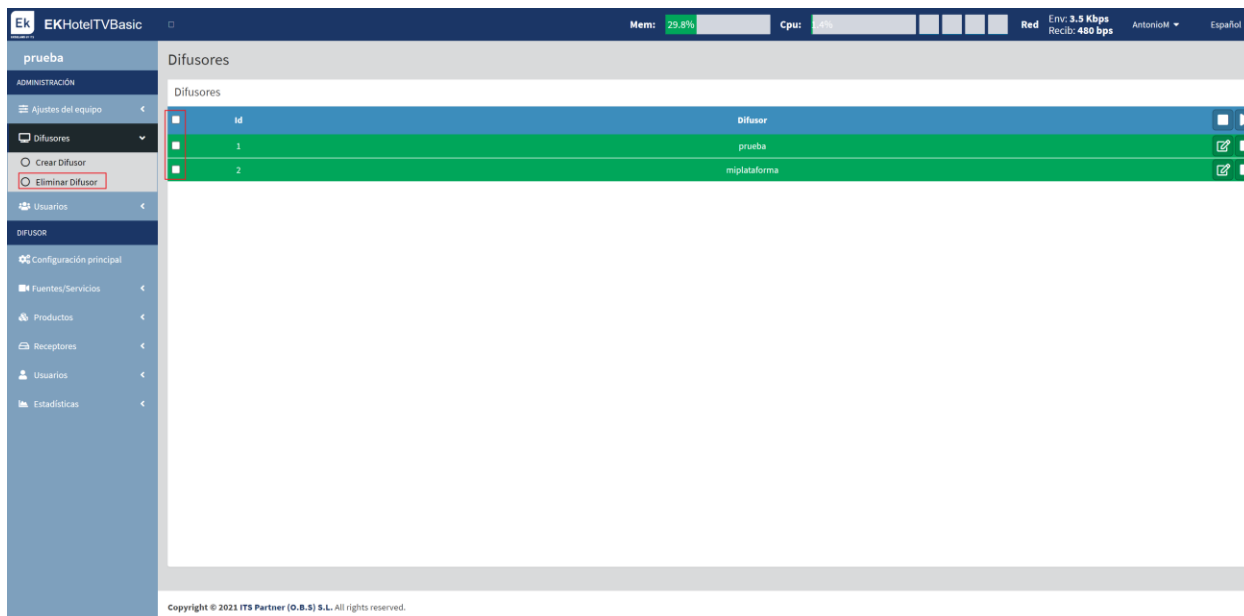 Ek EKHotelTVBasic Mem: 29.8% Cpu: 1.4% Red Env: 3.5 Kbps Recib: 480 bps AntonioM Español
prueba
ADMINISTRACIÓN
Ajustes del equipo
Difusores
Crear Difusor
Eliminar Difusor
Usuarios
DIFUSOR
Configuración principal
Fuentes/Servicios
Productos
Receptores
Usuarios
Estadísticas
Difusores
Difusores
Id Difusor
1 prueba
2 miplataforma
Copyright © 2021 ITS Partner (O.B.S) S.L. All rights reserved.